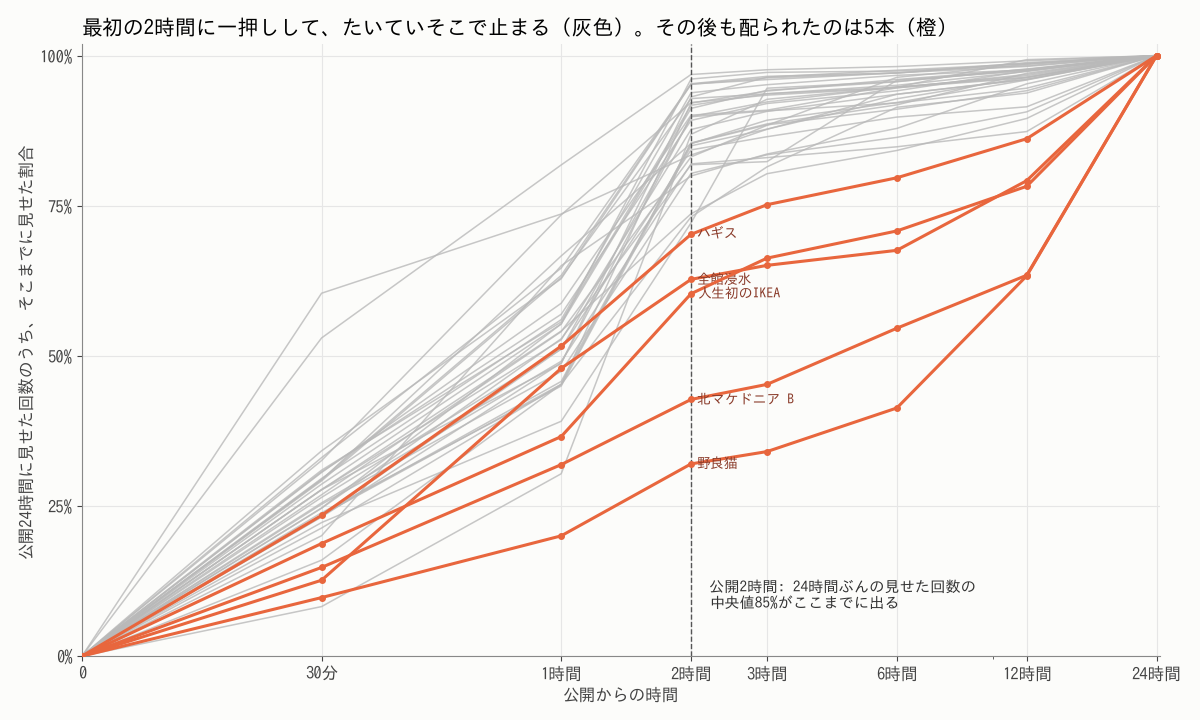 最初の2時間に一押しして、たいていそこで止まる（灰色）。その後も配られたのは5本（橙）
公開24時間に見せた回数のうち、そこまでに見せた割合
100%
75%
50%
25%
0%
ハギス
全館浸水
人生初のIKEA
北マケドニア B
野良猫
公開2時間: 24時間ぶんの見せた回数の
中央値85%がここまでに出る
0
30分
1時間
2時間
3時間
6時間
12時間
24時間
公開からの時間